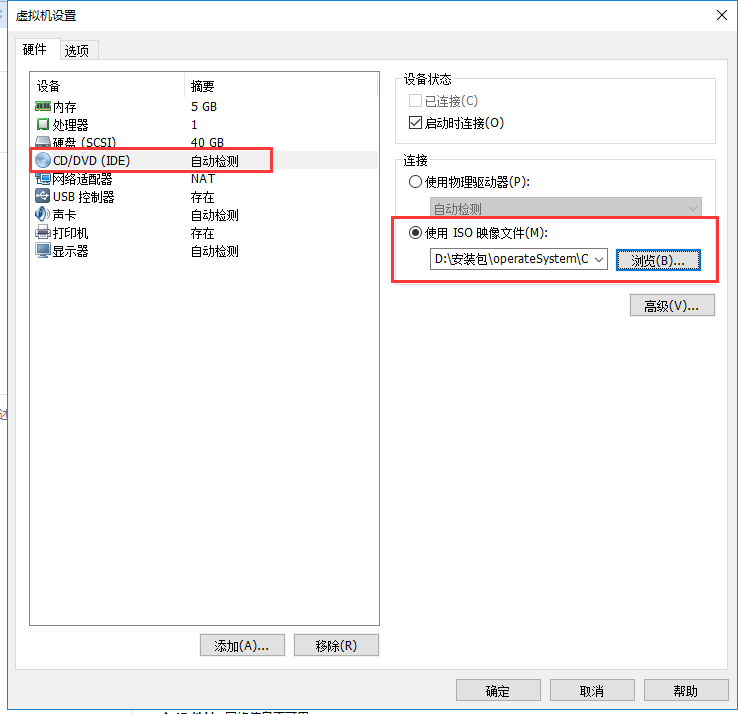 虚拟机设置
硬件 选项
设备 摘要
内存 5 GB
处理器 1
硬盘 (SCSI) 40 GB
CD/DVD (IDE) 自动检测
网络适配器 NAT
USB 控制器 存在
声卡 自动检测
打印机 存在
显示器 自动检测
添加(A)... 移除(R)
设备状态
已连接(C)
启动时连接(O)
连接
使用物理驱动器(P):
自动检测
使用 ISO 映像文件(M):
D:\安装包\operateSystem\C 浏览(B)...
高级(V)...
确定 取消 帮助